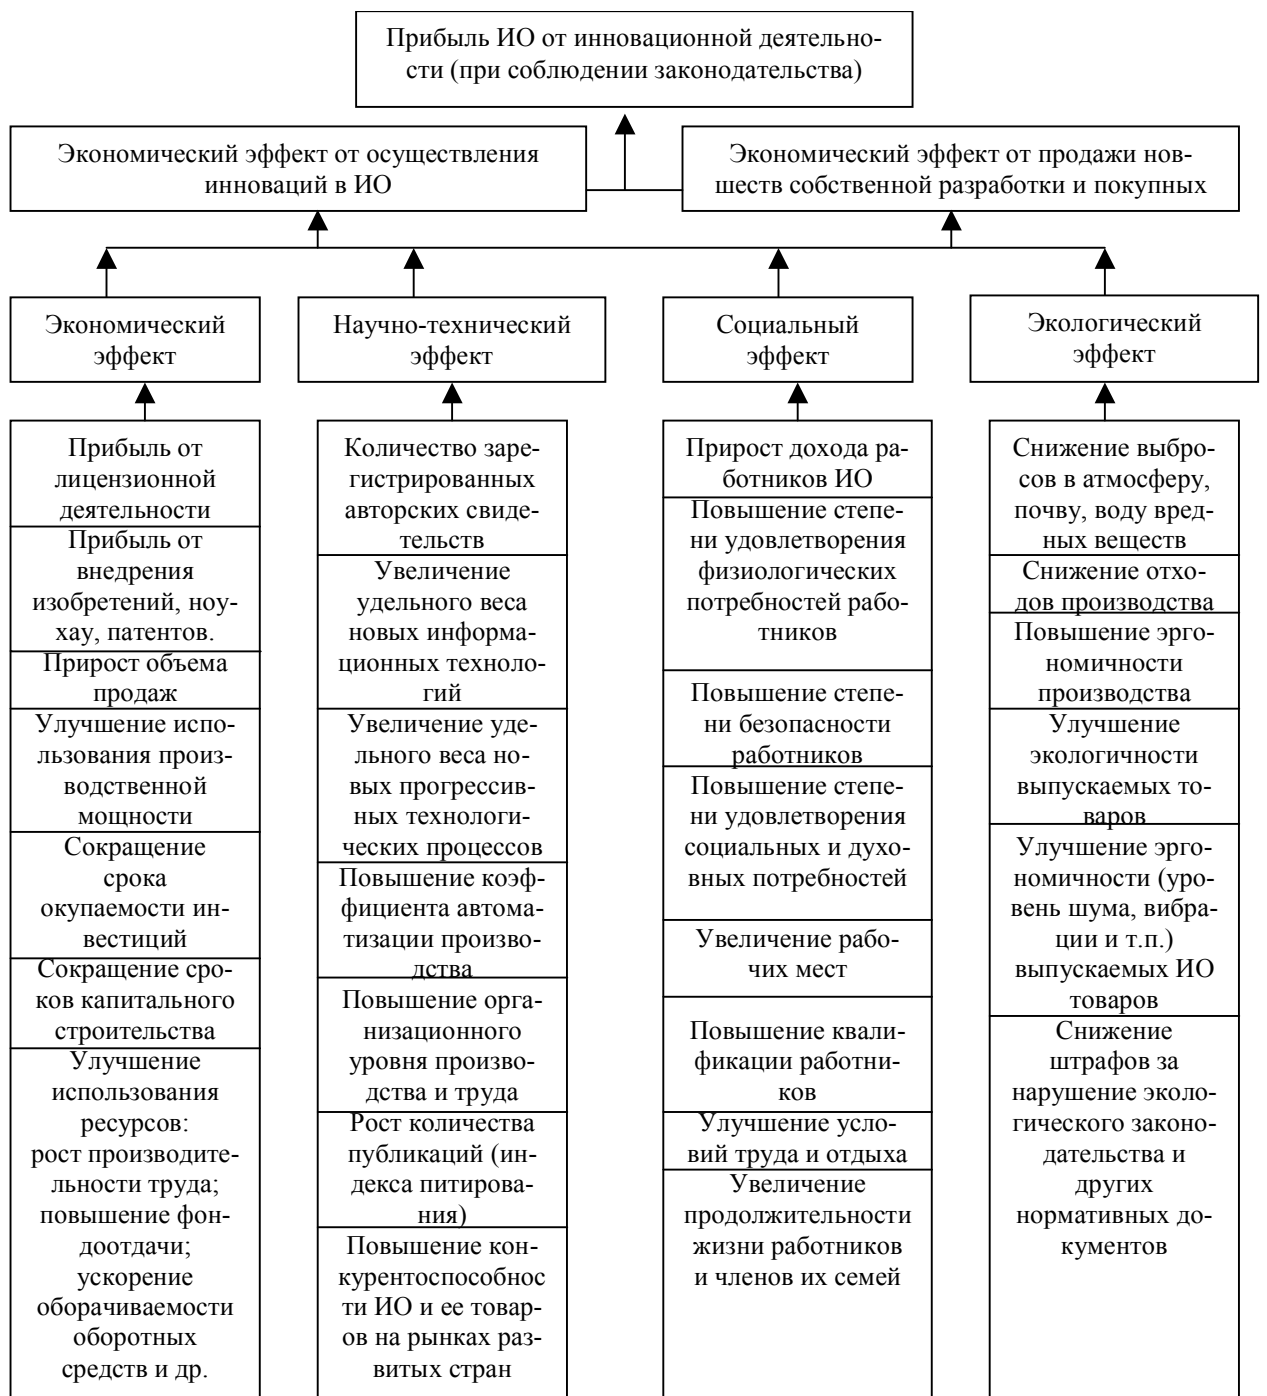 Прибыль ИО от инновационной деятельно-
сти (при соблюдении законодательства)
Экономический эффект от осуществления
инноваций в ИО
Экономический эффект от продажи нов-
шеств собственной разработки и покупных
Экономический
эффект
Научно-технический
эффект
Социальный
эффект
Экологический
эффект
Прибыль от
лицензионной
деятельности
Прибыль от
внедрения
изобретений, ноу-
хау, патентов.
Прирост объема
продаж
Улучшение испо-
льзования произ-
водственной
мощности
Сокращение
срока
окупаемости ин-
вестиций
Сокращение сро-
ков капитального
строительства
Улучшение
использования
ресурсов:
рост производите-
льности труда;
повышение фон-
доотдачи;
ускорение
оборачиваемости
оборотных
средств и др.
Количество заре-
гистрированных
авторских свиде-
тельств
Увеличение
удельного веса
новых информа-
ционных техноло-
гий
Увеличение уде-
льного веса но-
вых прогрессив-
ных технологи-
ческих процессов
Повышение коэф-
фициента автома-
тизации произво-
дства
Повышение орга-
низационного
уровня произво-
дства и труда
Рост количества
публикаций (ин-
декса питирова-
ния)
Повышение кон-
курентоспособнос
ти ИО и ее товар-
ов на рынках раз-
витых стран
Прирост дохода ра-
ботников ИО
Повышение степе-
ни удовлетворения
физиологических
потребностей рабо-
тников
Повышение степе-
ни безопасности
работников
Повышение степе-
ни удовлетворения
социальных и духо-
вных потребностей
Увеличение рабо-
чих мест
Повышение квали-
фикации работни-
ков
Улучшение усло-
вий труда и отдыха
Увеличение
продолжительности
жизни работников
и членов их семей
Снижение выбро-
сов в атмосферу,
почву, воду вред-
ных веществ
Снижение отхо-
дов производства
Повышение эрго-
номичности
производства
Улучшение
экологичности
выпускаемых то-
варов
Улучшение эрго-
номичности (уро-
вень шума, вибра-
ции и т.п.)
выпускаемых ИО
товаров
Снижение
штрафов за
нарушение эколо-
гического законо-
дательства и
других
нормативных до-
кументов